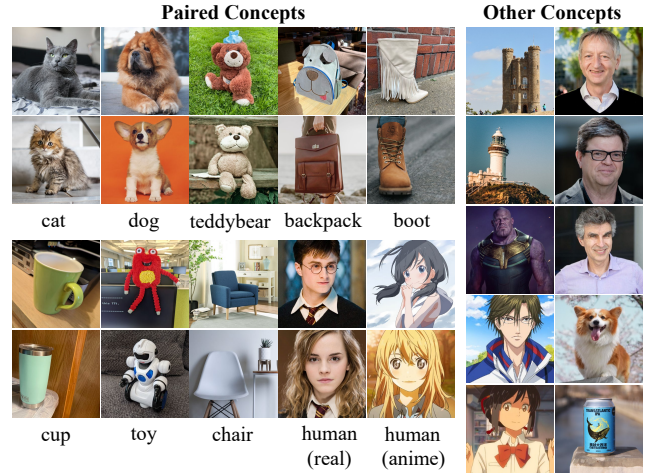 Paired Concepts
Other Concepts
cat
dog
teddybear
backpack
boot
cup
toy
chair
human
(real)
human
(anime)